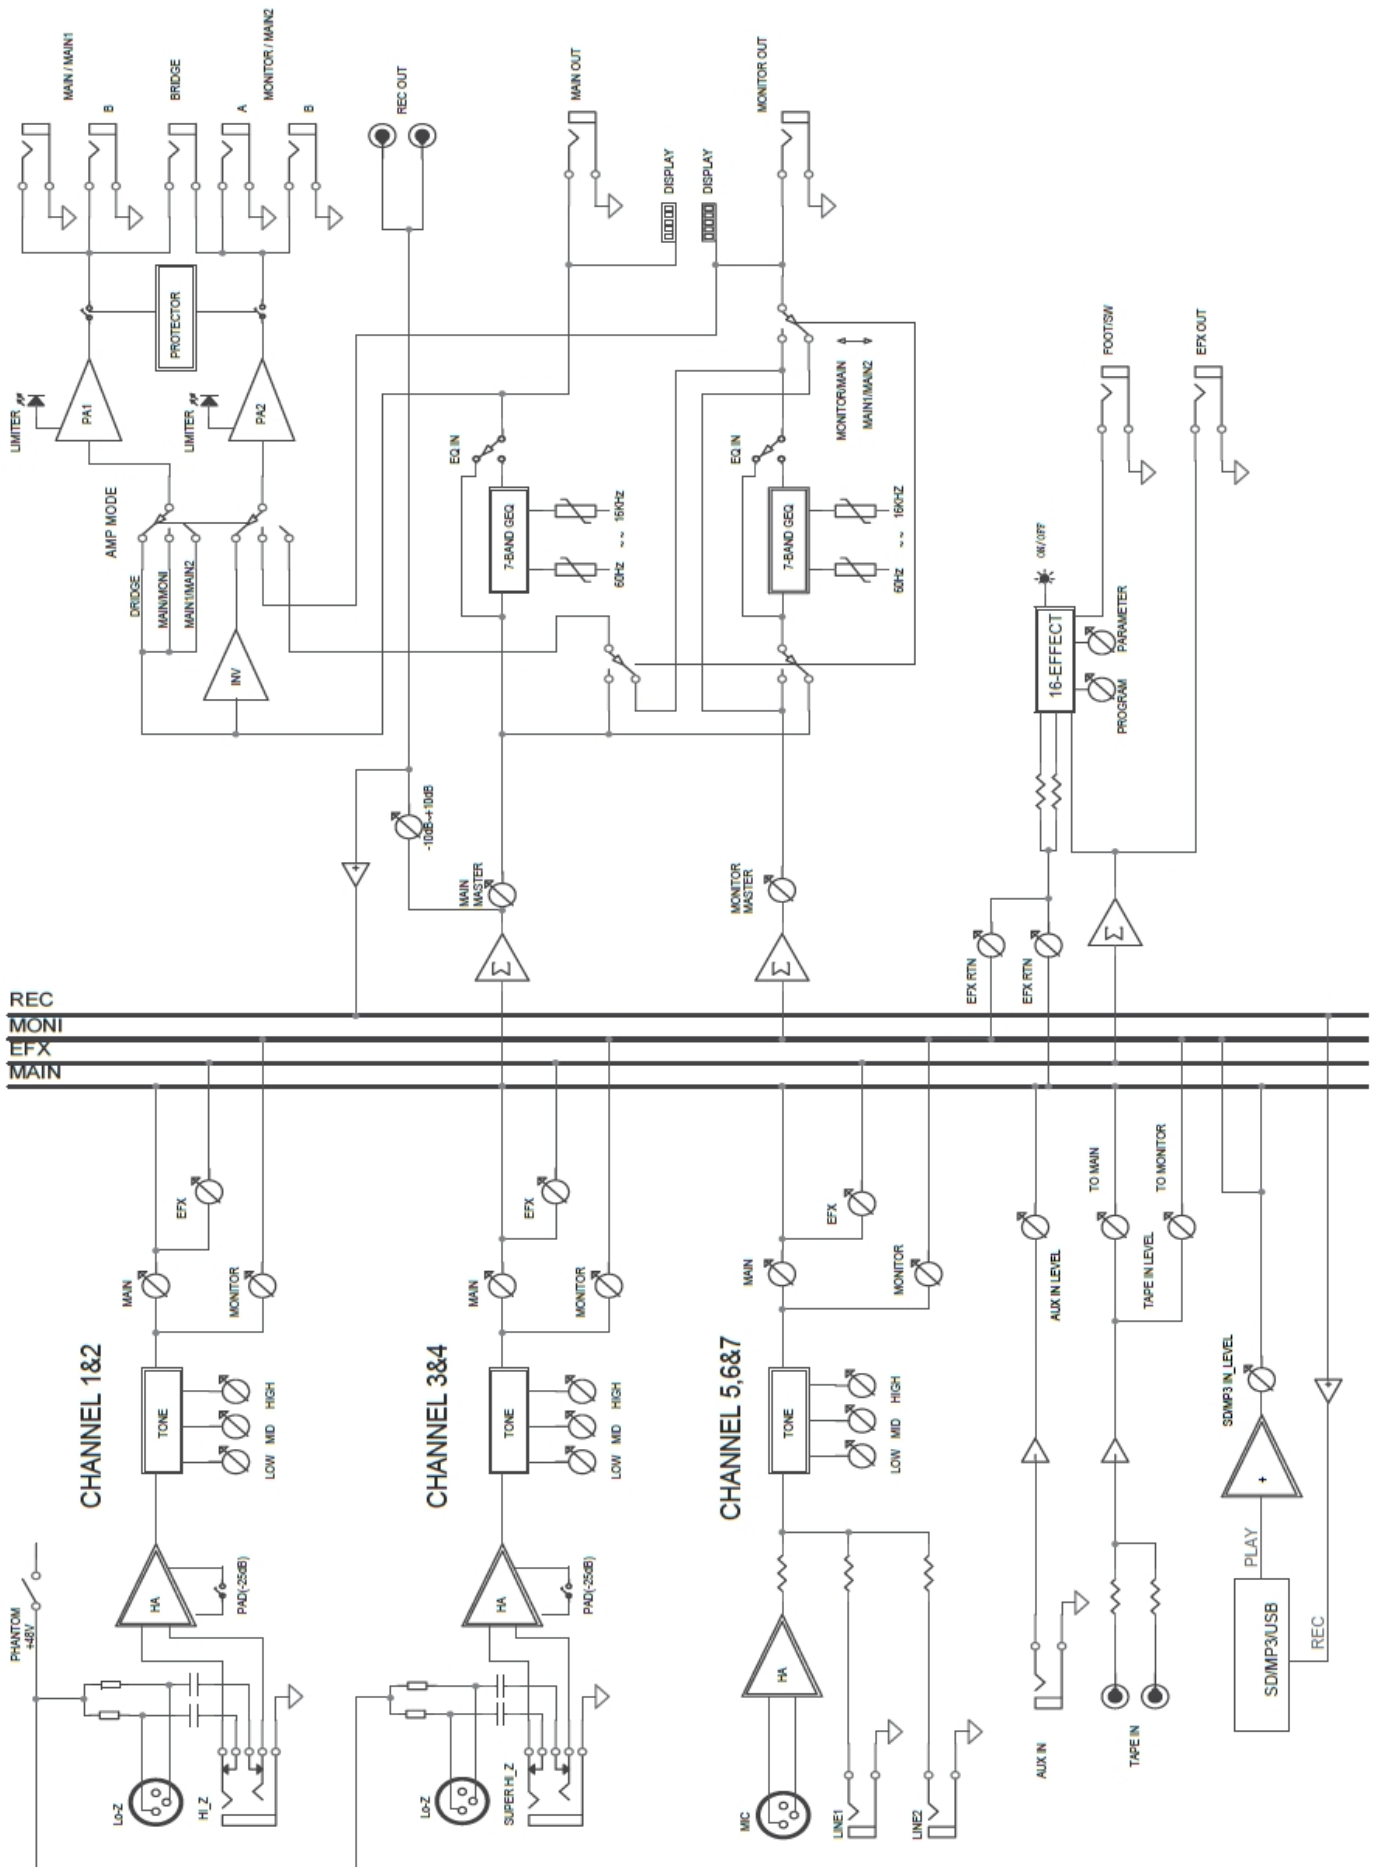 MAIN / MAIN1
B
BRIDGE
A
MONITOR / MAIN2
B
REC OUT
MAIN OUT
MONITOR OUT
DISPLAY
DISPLAY
PROTECTOR
LIMITER
PA1
LIMITER
PA2
AMP MODE
DRIDGE
MAIN/MONI
MAIN1/MAIN2
INV
EQ IN
7-BAND GEQ
60Hz ~ ~ 16KHz
EQ IN
7-BAND GEQ
60Hz ~ ~ 16KHZ
MONITOR/MAIN
MAIN1/MAIN2
FOOT/SW
EFX OUT
ON/OFF
16-EFFECT
PROGRAM
PARAMETER
-10dB~+10dB
+
MAIN
MASTER
MONITOR
MASTER
Σ
Σ
Σ
EFX RTN
EFX RTN
REC
MONI
EFX
MAIN
EFX
MAIN
MONITOR
EFX
MAIN
MONITOR
EFX
MAIN
MONITOR
AUX IN LEVEL
TO MAIN
TO MONITOR
TAPE IN LEVEL
SD/MP3 IN_LEVEL
CHANNEL 1&2
TONE
LOW MID HIGH
CHANNEL 3&4
TONE
LOW MID HIGH
CHANNEL 5,6&7
TONE
LOW MID HIGH
PHANTOM
+48V
HA
PAD(-25dB)
HA
PAD(-25dB)
HA
+
+
PLAY
REC
SD/MP3/USB
Lo-Z
HI_Z
Lo-Z
SUPER HI_Z
MIC
LINE1
LINE2
AUX IN
TAPE IN